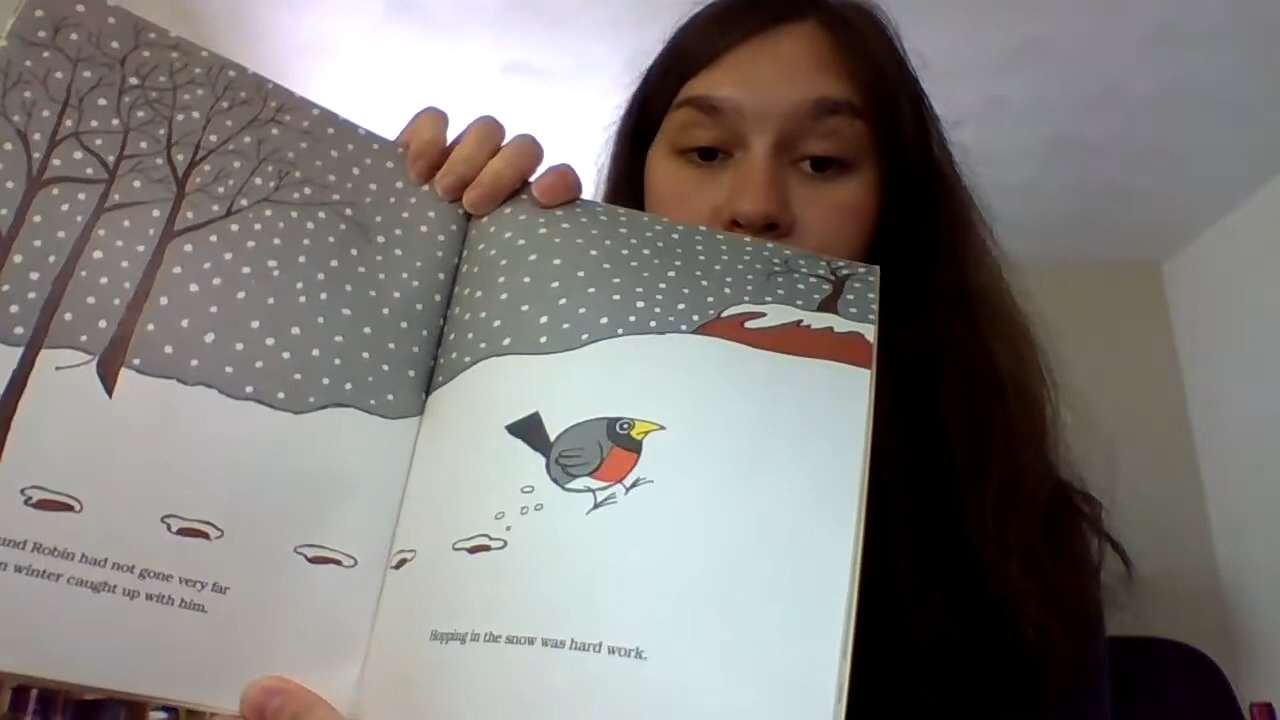 und Robin had not gone very far
n winter caught up with him.
Hopping in the snow was hard work.